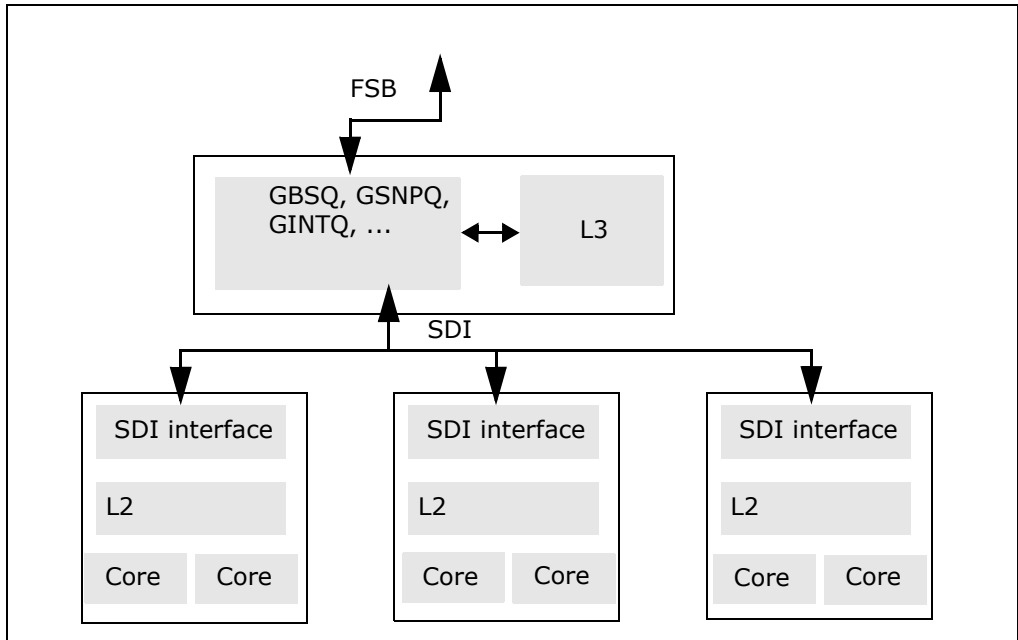 FSB
GBSQ, GSNPQ,
GINTQ, ...
L3
SDI
SDI interface
SDI interface
SDI interface
L2
L2
L2
Core
Core
Core
Core
Core
Core